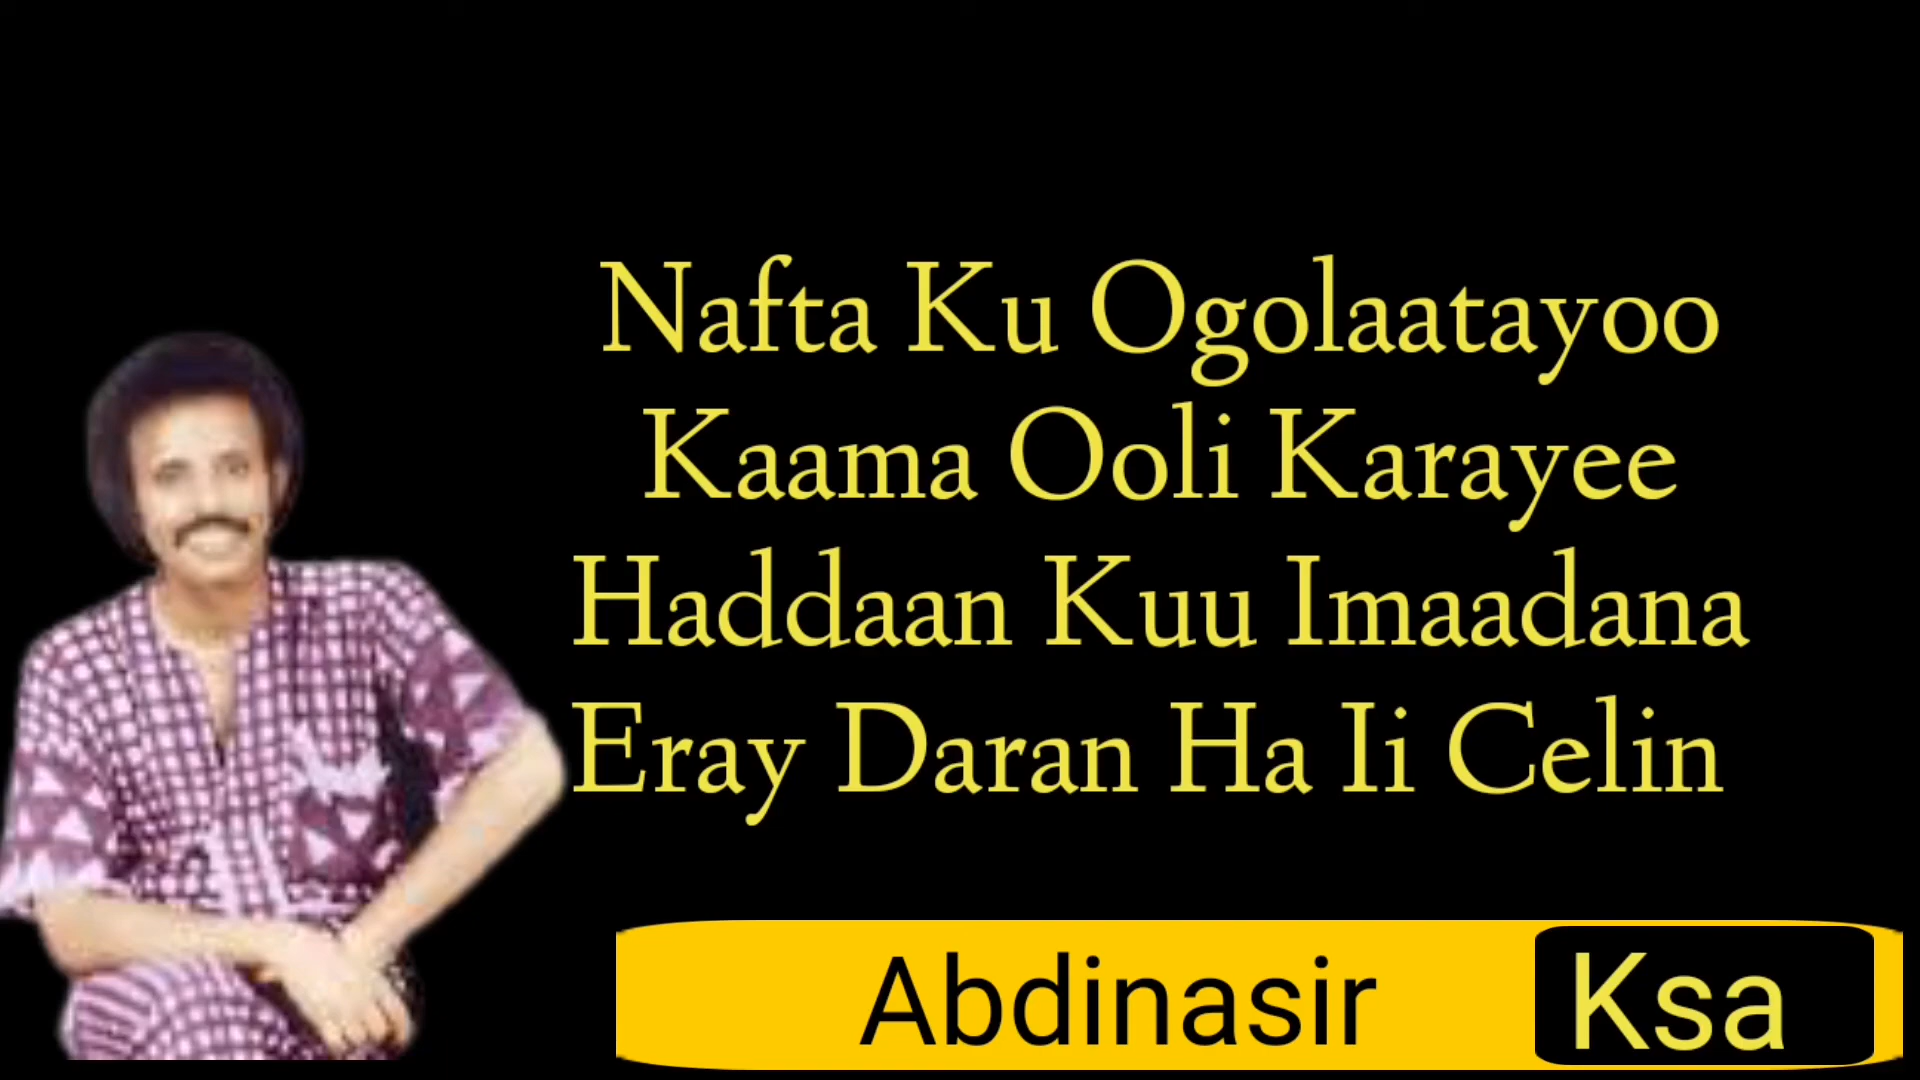 Nafta Ku Ogolaatayoo
Kaama Ooli Karayee
Haddaan Kuu Imaadana
Eray Daran Ha Ii Celin
Abdinasir Ksa